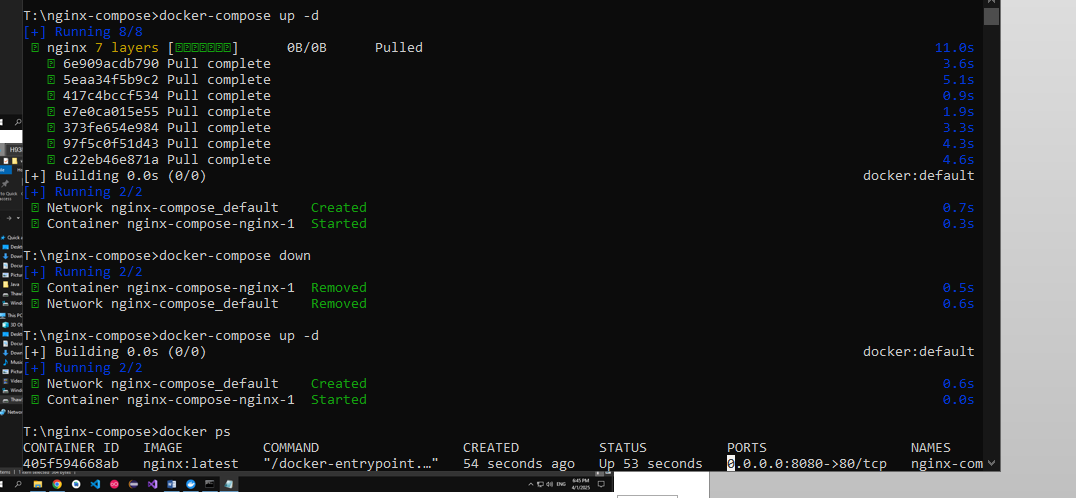 T:\nginx-compose>docker-compose up -d
[+] Running 8/8
nginx 7 layers [] 0B/0B Pulled 11.0s
6e909acdb790 Pull complete 3.6s
5eaa34f5b9c2 Pull complete 5.1s
417c4bccf534 Pull complete 0.9s
e7e0ca015e55 Pull complete 1.9s
373fe654e984 Pull complete 3.3s
97f5c0f51d43 Pull complete 4.3s
c22eb46e871a Pull complete 4.6s
[+] Building 0.0s (0/0) docker:default
[+] Running 2/2
Network nginx-compose_default Created 0.7s
Container nginx-compose-nginx-1 Started 0.3s
T:\nginx-compose>docker-compose down
[+] Running 2/2
Container nginx-compose-nginx-1 Removed 0.5s
Network nginx-compose_default Removed 0.6s
T:\nginx-compose>docker-compose up -d
[+] Building 0.0s (0/0) docker:default
[+] Running 2/2
Network nginx-compose_default Created 0.6s
Container nginx-compose-nginx-1 Started 0.0s
T:\nginx-compose>docker ps
CONTAINER ID IMAGE COMMAND CREATED STATUS PORTS NAMES
405f594668ab nginx:latest "/docker-entrypoint.…" 54 seconds ago Up 53 seconds 0.0.0.0:8080->80/tcp nginx-com
ENG
6:45 PM
4/1/2025